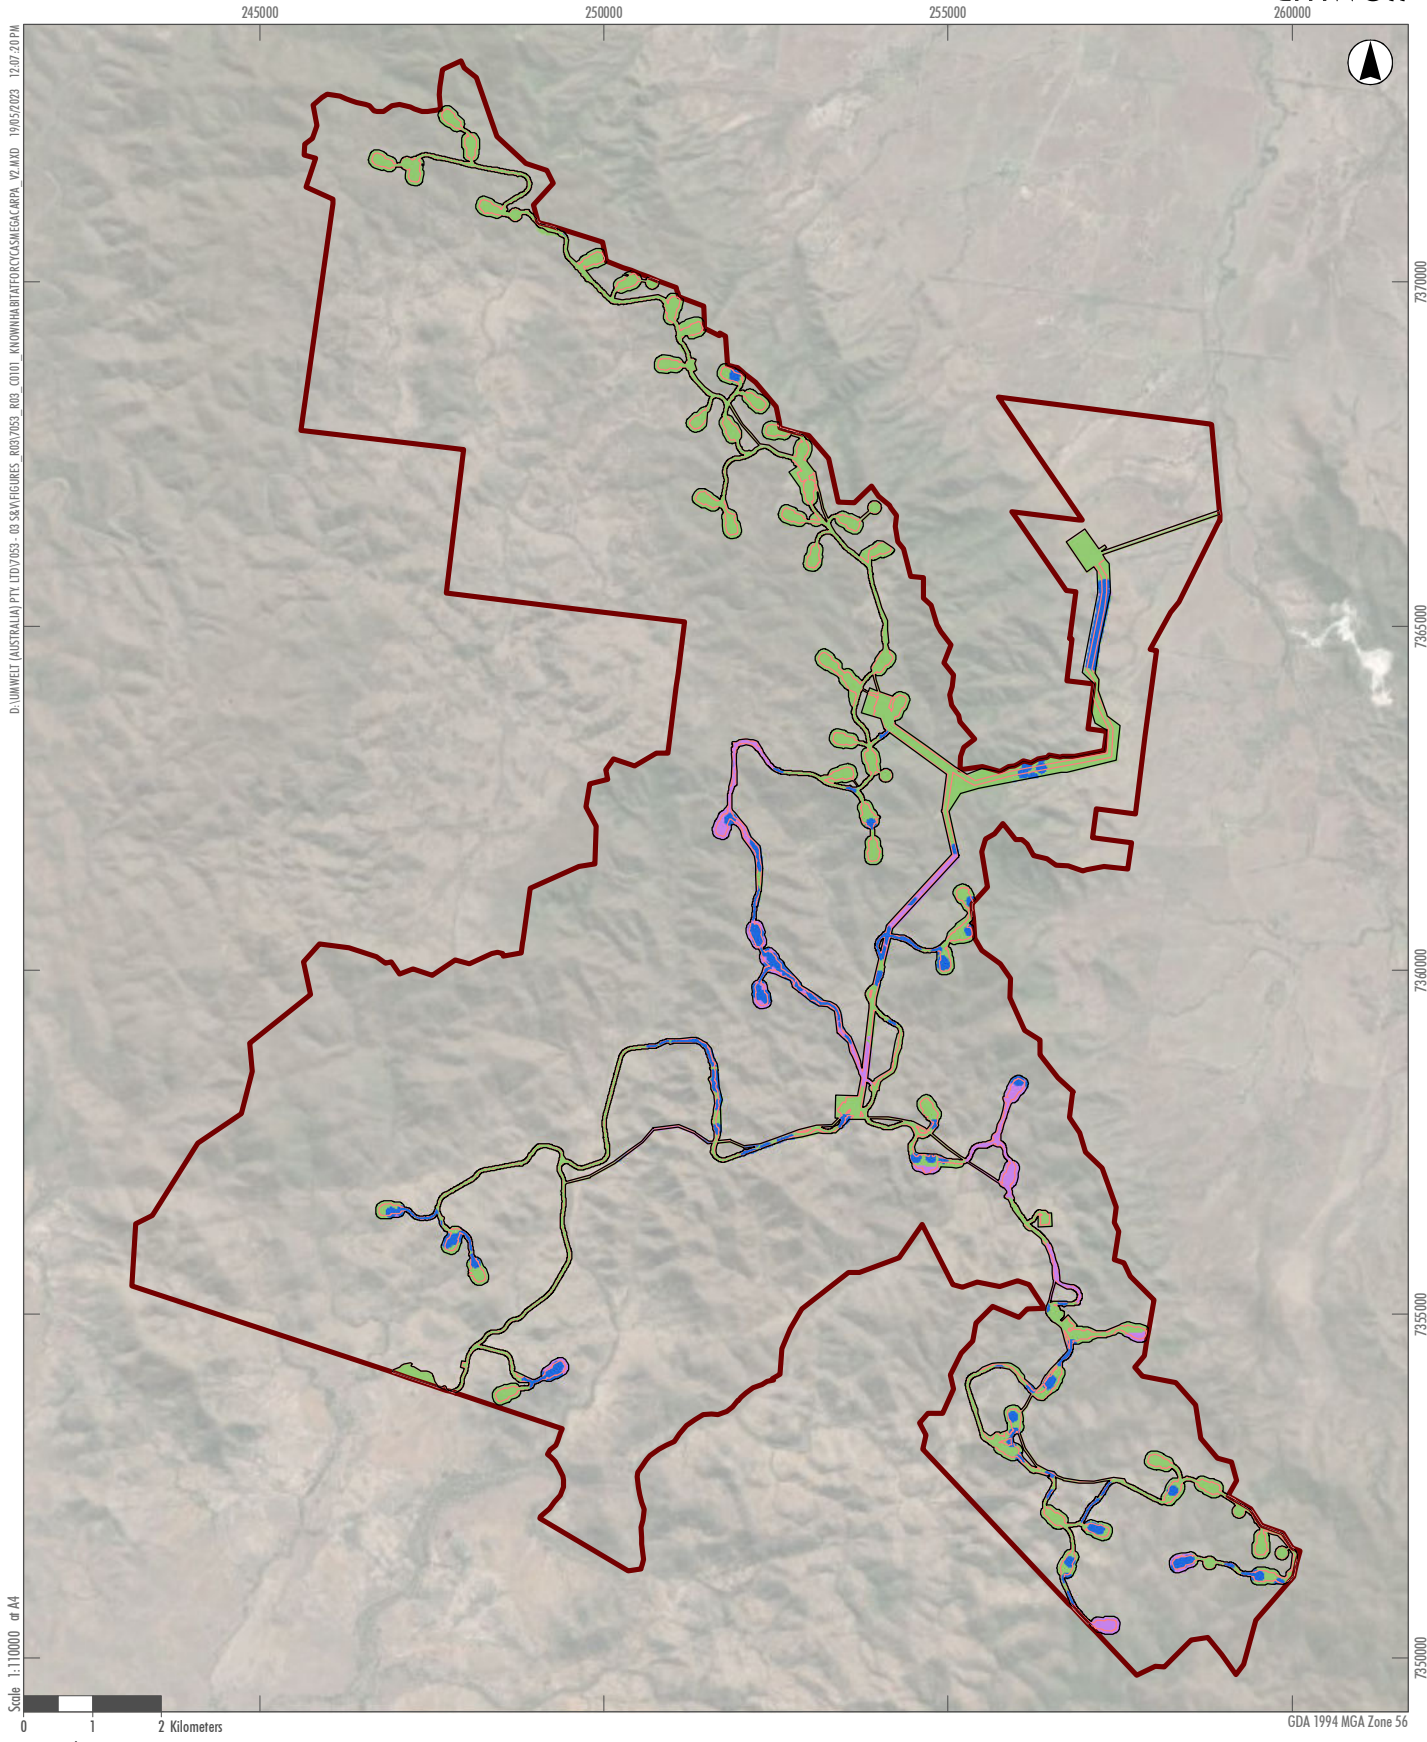 245000 250000 255000 260000
D:\UMWELT (AUSTRALIA) PTY. LTD\7053 - 03 S&V\FIGURES_R03\7053_R03_C0101_KNOWNHABITATFORCYCASMEGACARPA_V2.MXD 19/05/2023 12:07:20 PM
7370000
7365000
7360000
7355000
7350000
Scale 1:110000 at A4
0 1 2 Kilometers
GDA 1994 MGA Zone 56